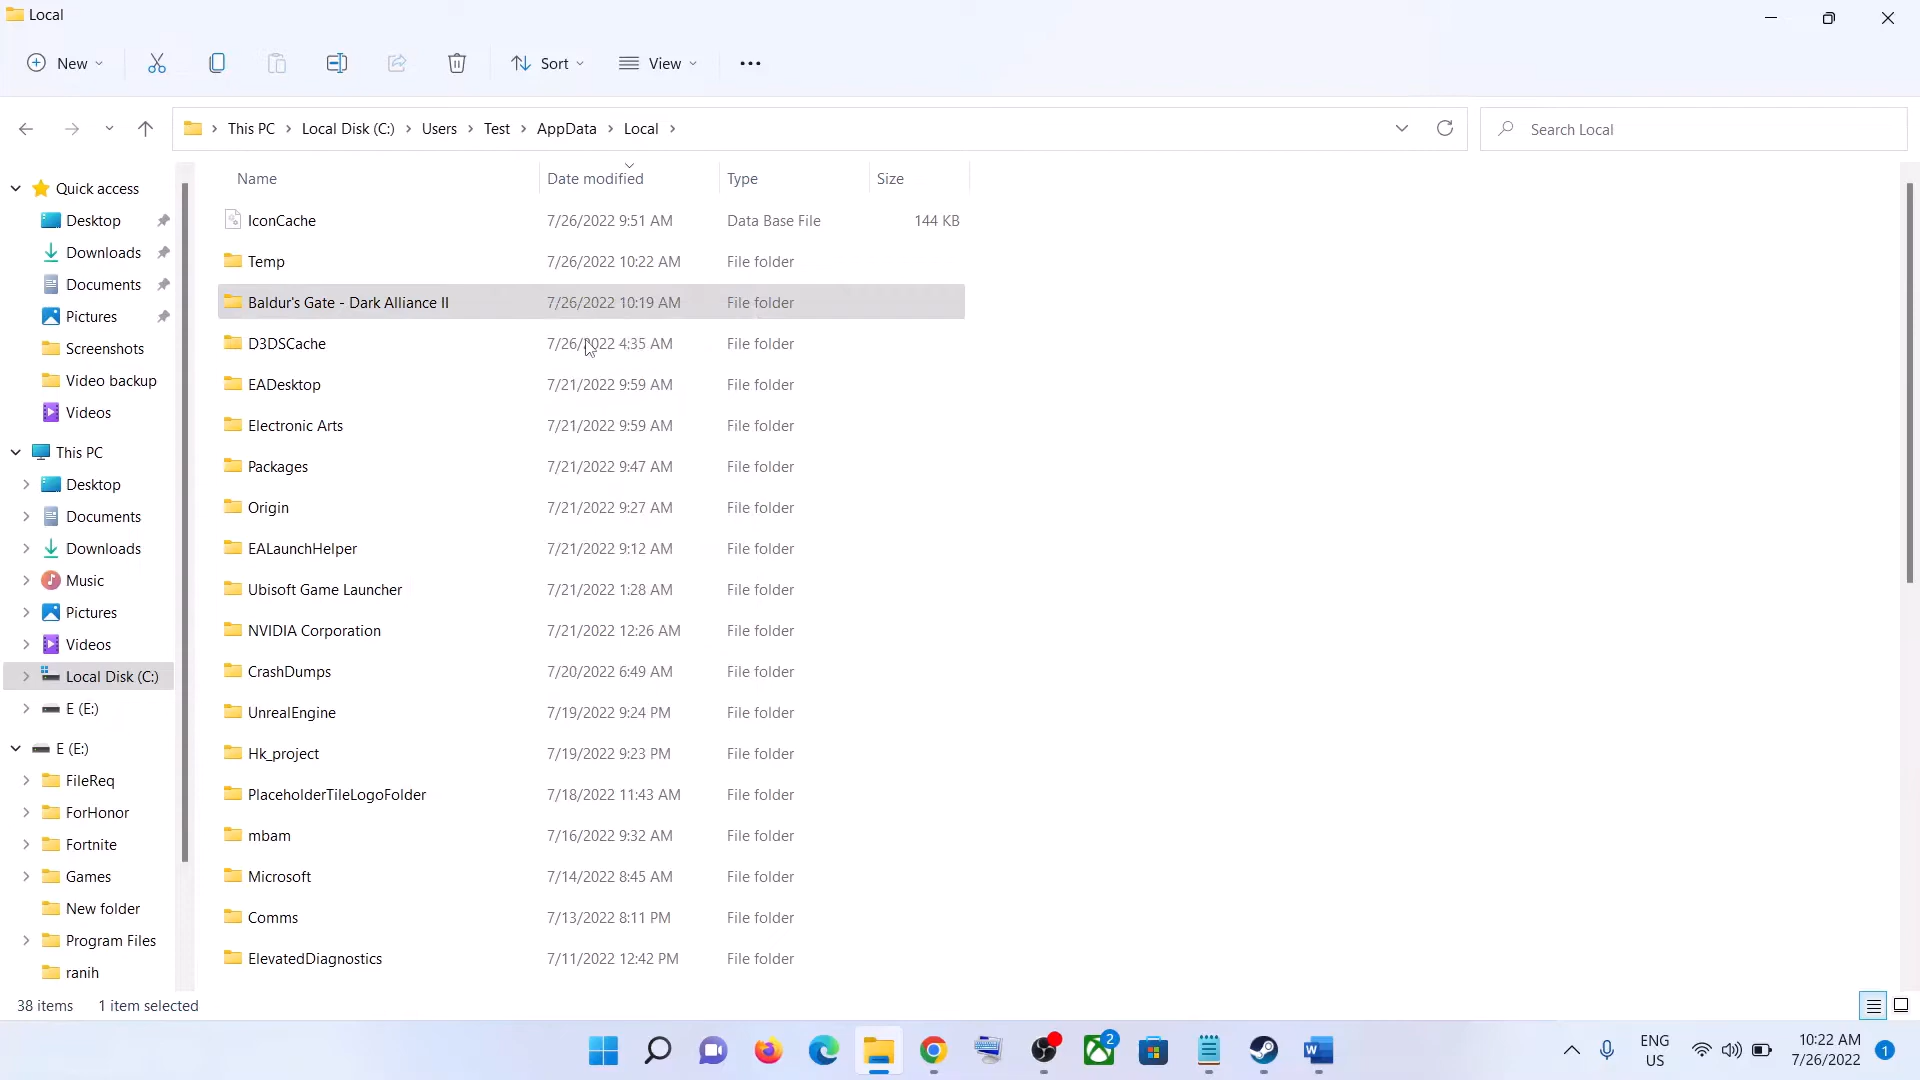 Local
New
Sort
View
This PC > Local Disk (C:) > Users > Test > AppData > Local >
Search Local
Name Date modified Type Size
Quick access
Desktop
Downloads
Documents
Pictures
Screenshots
Video backup
Videos
This PC
Desktop
Documents
Downloads
Music
Pictures
Videos
Local Disk (C:)
E (E:)
E (E:)
FileReq
ForHonor
Fortnite
Games
New folder
Program Files
ranih
IconCache 7/26/2022 9:51 AM Data Base File 144 KB
Temp 7/26/2022 10:22 AM File folder
Baldur's Gate - Dark Alliance II 7/26/2022 10:19 AM File folder
D3DSCache 7/26/2022 4:35 AM File folder
EADesktop 7/21/2022 9:59 AM File folder
Electronic Arts 7/21/2022 9:59 AM File folder
Packages 7/21/2022 9:47 AM File folder
Origin 7/21/2022 9:27 AM File folder
EALaunchHelper 7/21/2022 9:12 AM File folder
Ubisoft Game Launcher 7/21/2022 1:28 AM File folder
NVIDIA Corporation 7/21/2022 12:26 AM File folder
CrashDumps 7/20/2022 6:49 AM File folder
UnrealEngine 7/19/2022 9:24 PM File folder
Hk_project 7/19/2022 9:23 PM File folder
PlaceholderTileLogoFolder 7/18/2022 11:43 AM File folder
mbam 7/16/2022 9:32 AM File folder
Microsoft 7/14/2022 8:45 AM File folder
Comms 7/13/2022 8:11 PM File folder
ElevatedDiagnostics 7/11/2022 12:42 PM File folder
38 items 1 item selected
2
W
ENG
US
10:22 AM
7/26/2022
1